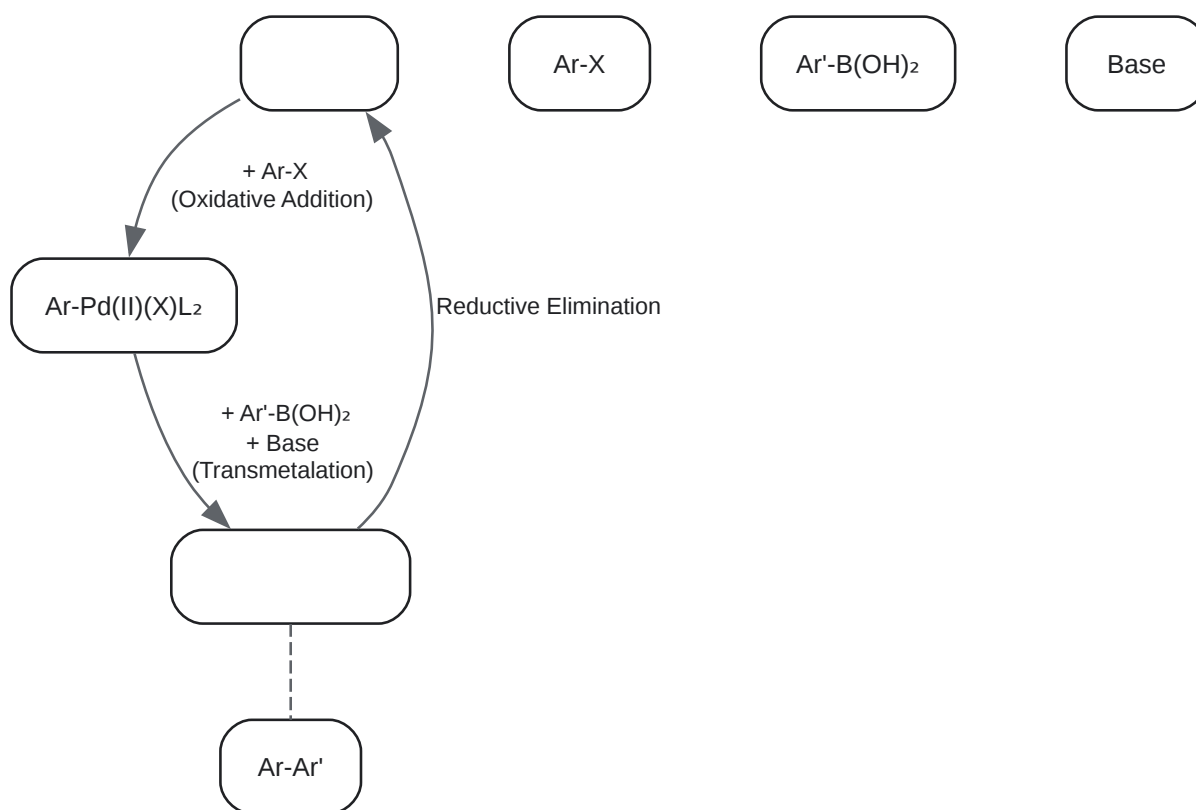 Ar-X
Ar'-B(OH)₂
Base
+ Ar-X
(Oxidative Addition)
Ar-Pd(II)(X)L₂
Reductive Elimination
+ Ar'-B(OH)₂
+ Base
(Transmetalation)
Ar-Ar'